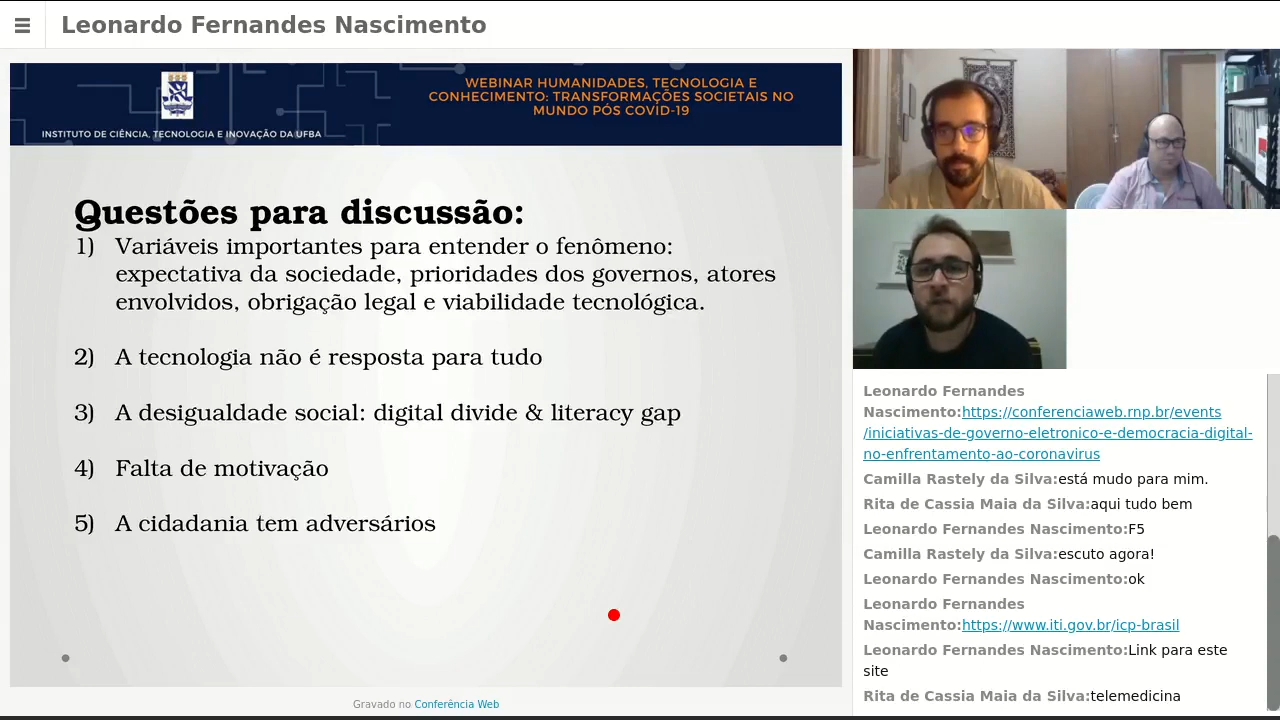 Leonardo Fernandes Nascimento
WEBINAR HUMANIDADES, TECNOLOGIA E
CONHECIMENTO: TRANSFORMAÇÕES SOCIETAIS NO
MUNDO PÓS COVID-19
INSTITUTO DE CIÊNCIA, TECNOLOGIA E INOVAÇÃO DA UFBA
Questões para discussão:
1) Variáveis importantes para entender o fenômeno:
expectativa da sociedade, prioridades dos governos, atores
envolvidos, obrigação legal e viabilidade tecnológica.
2) A tecnologia não é resposta para tudo
3) A desigualdade social: digital divide & literacy gap
4) Falta de motivação
5) A cidadania tem adversários
Gravado no Conferência Web
Leonardo Fernandes
Nascimento:https://conferenciaweb.rnp.br/events
/iniciativas-de-governo-eletronico-e-democracia-digital-
no-enfrentamento-ao-coronavirus
Camilla Rastely da Silva:está mudo para mim.
Rita de Cassia Maia da Silva:aqui tudo bem
Leonardo Fernandes Nascimento:F5
Camilla Rastely da Silva:escuto agora!
Leonardo Fernandes Nascimento:ok
Leonardo Fernandes
Nascimento:https://www.iti.gov.br/icp-brasil
Leonardo Fernandes Nascimento:Link para este
site
Rita de Cassia Maia da Silva:telemedicina